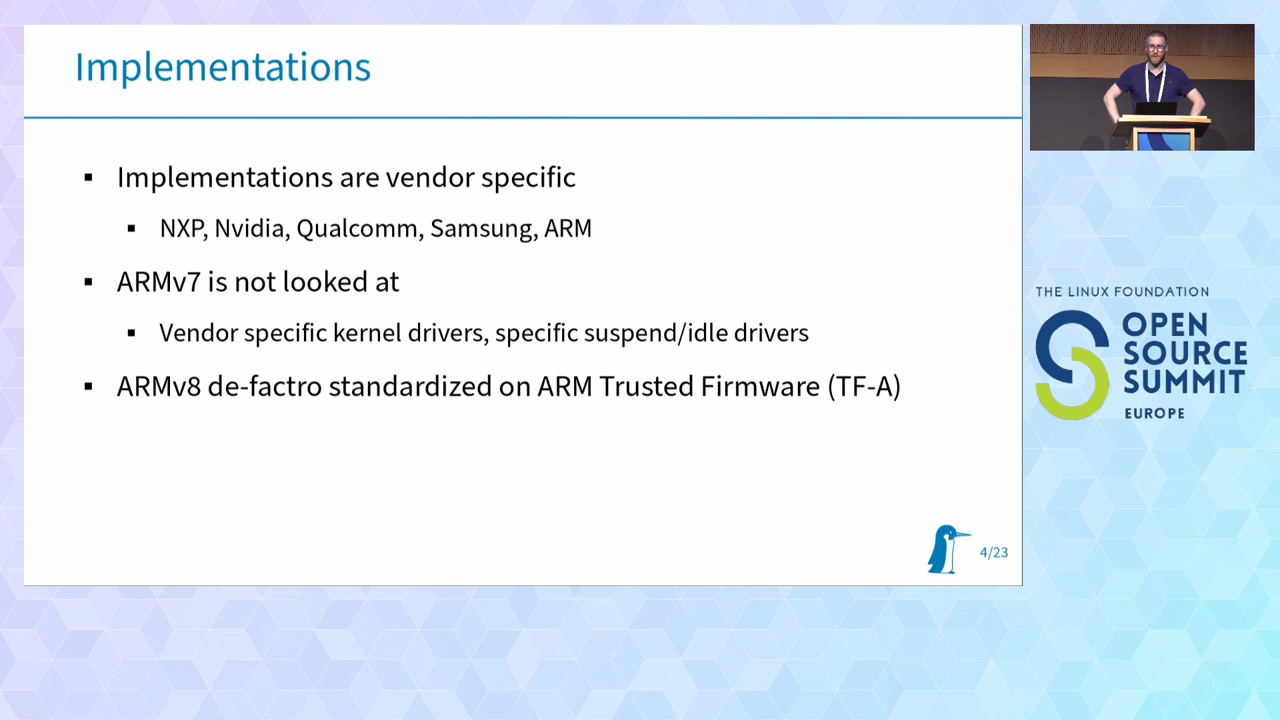 Implementations
▪ Implementations are vendor specific
▪ NXP, Nvidia, Qualcomm, Samsung, ARM
▪ ARMv7 is not looked at
▪ Vendor specific kernel drivers, specific suspend/idle drivers
▪ ARMv8 de-factro standardized on ARM Trusted Firmware (TF-A)
4/23
THE LINUX FOUNDATION
OPEN
SOURCE
SUMMIT
EUROPE